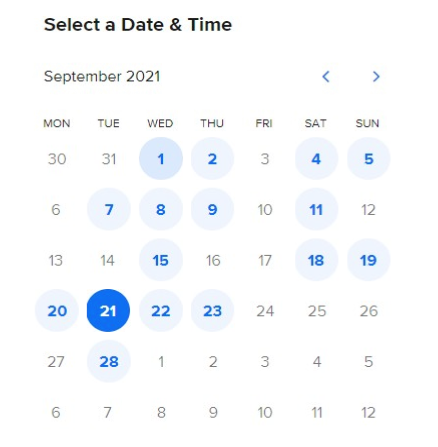 Select a Date & Time
September 2021
MON TUE WED THU FRI SAT SUN
30 31 1 2 3 4 5
6 7 8 9 10 11 12
13 14 15 16 17 18 19
20 21 22 23 24 25 26
27 28 1 2 3 4 5
6 7 8 9 10 11 12